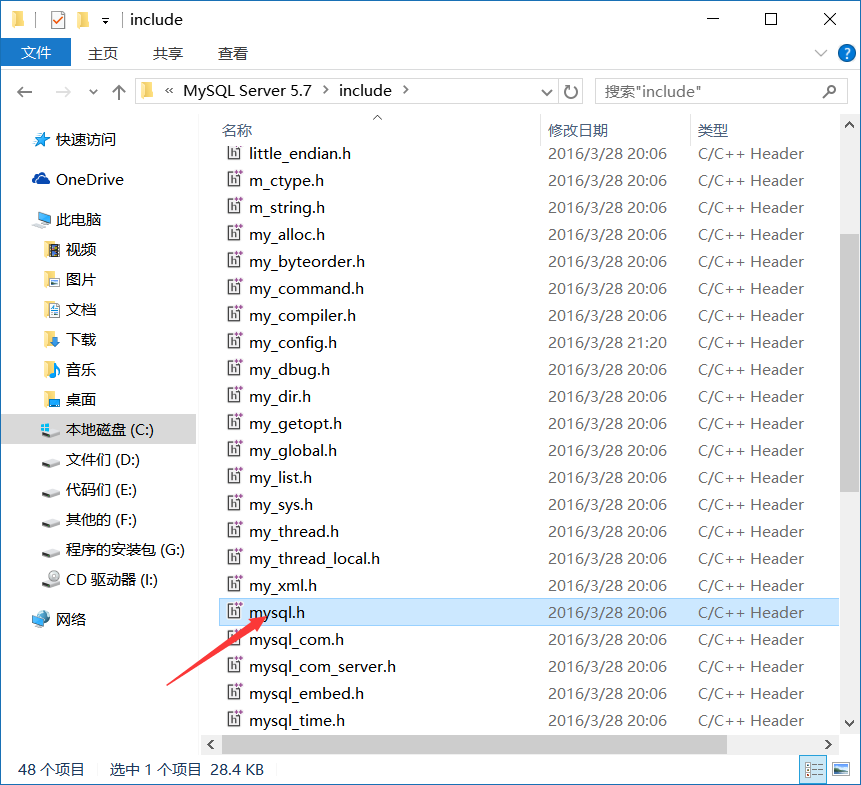 include
文件 主页 共享 查看
« MySQL Server 5.7 > include >
搜索"include"
快速访问
OneDrive
此电脑
视频
图片
文档
下载
音乐
桌面
本地磁盘 (C:)
文件们 (D:)
代码们 (E:)
其他的 (F:)
程序的安装包 (G:)
CD 驱动器 (I:)
网络
名称 修改日期 类型
little_endian.h 2016/3/28 20:06 C/C++ Header
m_ctype.h 2016/3/28 20:06 C/C++ Header
m_string.h 2016/3/28 20:06 C/C++ Header
my_alloc.h 2016/3/28 20:06 C/C++ Header
my_byteorder.h 2016/3/28 20:06 C/C++ Header
my_command.h 2016/3/28 20:06 C/C++ Header
my_compiler.h 2016/3/28 20:06 C/C++ Header
my_config.h 2016/3/28 21:20 C/C++ Header
my_dbug.h 2016/3/28 20:06 C/C++ Header
my_dir.h 2016/3/28 20:06 C/C++ Header
my_getopt.h 2016/3/28 20:06 C/C++ Header
my_global.h 2016/3/28 20:06 C/C++ Header
my_list.h 2016/3/28 20:06 C/C++ Header
my_sys.h 2016/3/28 20:06 C/C++ Header
my_thread.h 2016/3/28 20:06 C/C++ Header
my_thread_local.h 2016/3/28 20:06 C/C++ Header
my_xml.h 2016/3/28 20:06 C/C++ Header
mysql.h 2016/3/28 20:06 C/C++ Header
mysql_com.h 2016/3/28 20:06 C/C++ Header
mysql_com_server.h 2016/3/28 20:06 C/C++ Header
mysql_embed.h 2016/3/28 20:06 C/C++ Header
mysql_time.h 2016/3/28 20:06 C/C++ Header
48 个项目 选中 1 个项目 28.4 KB